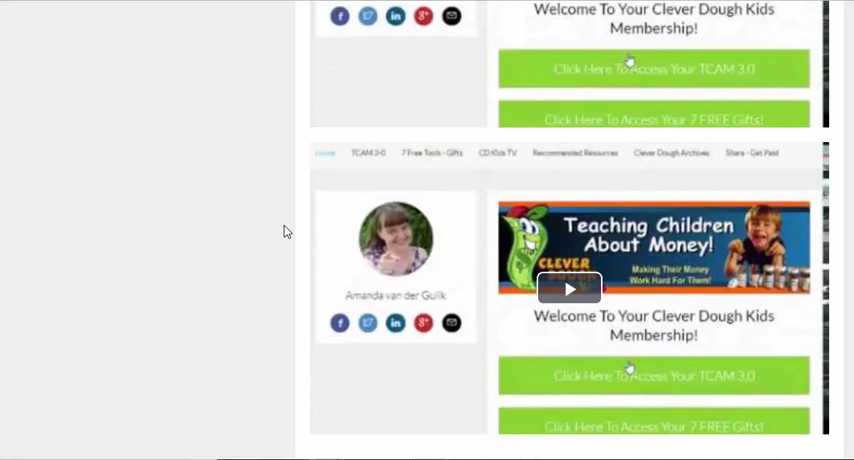 Welcome To Your Clever Dough Kids
Membership!
Click Here To Access Your TCAM 3.0
Click Here To Access Your 7 FREE Gifts!
Home TCAM 3-0 7 Free Tools - Gifts CD Kids TV Recommended Resources Clever Dough Archives Share - Get Paid
Teaching Children
About Money!
CLEVER
Making Their Money
Work Hard For Them!
Amanda van der Gulik
Welcome To Your Clever Dough Kids
Membership!
Click Here To Access Your TCAM 3.0
Click Here To Access Your 7 FREE Gifts!